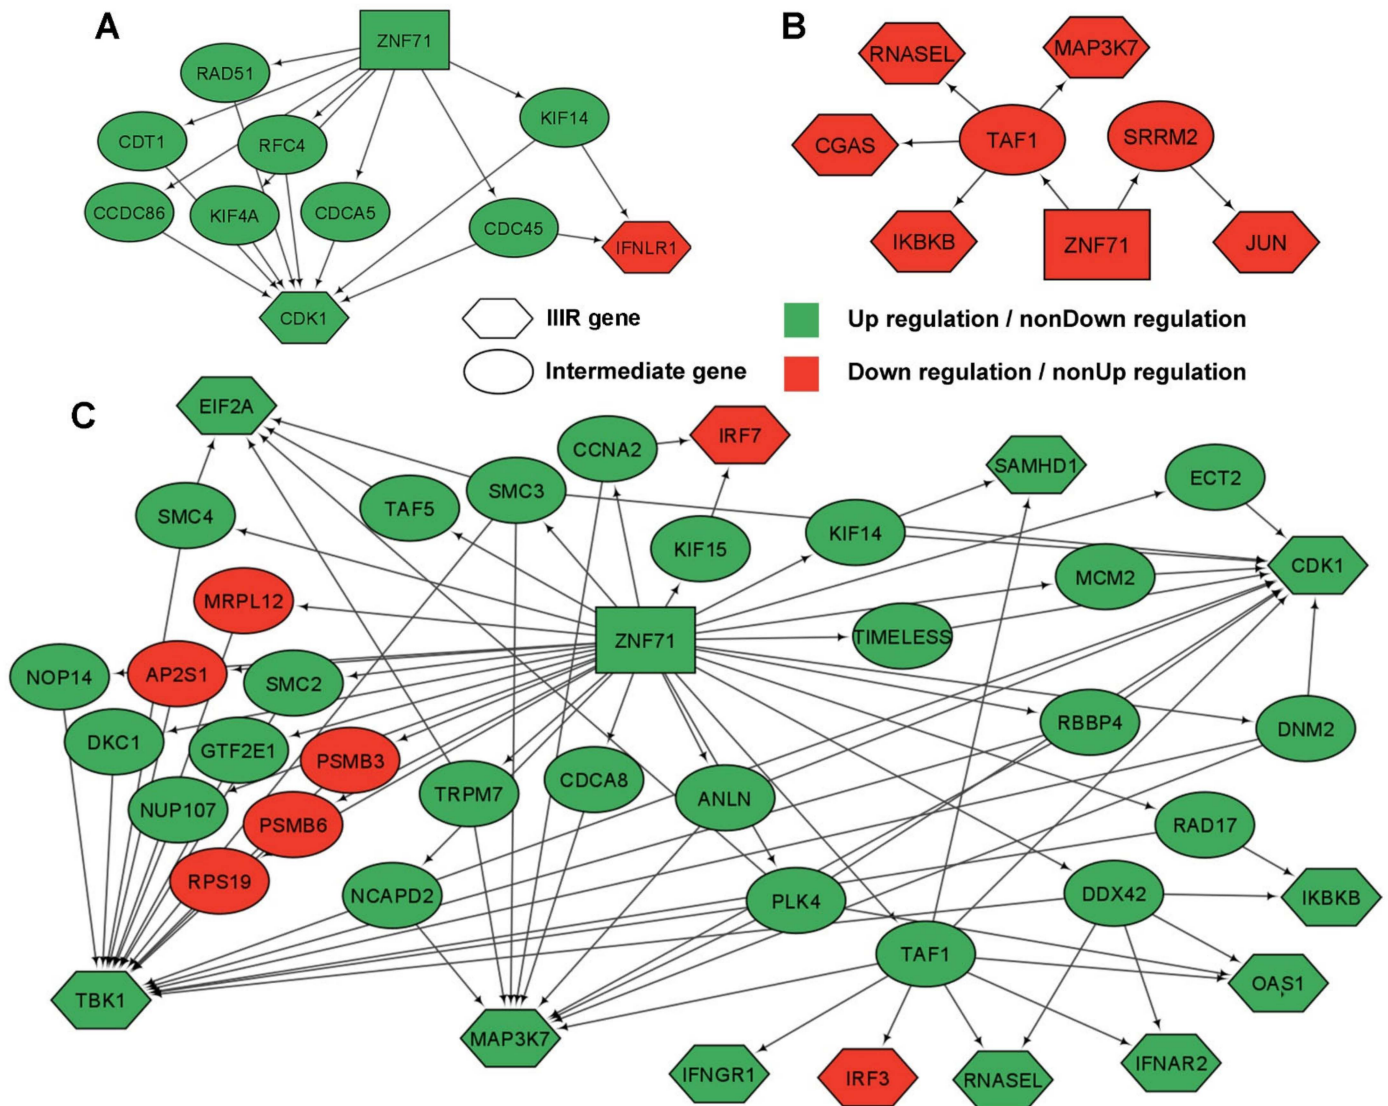 A
ZNF71
RAD51
CDT1
RFC4
KIF14
CCDC86
KIF4A
CDCA5
CDC45
IFNLR1
CDK1
B
RNASEL
MAP3K7
CGAS
TAF1
SRRM2
IKBKB
ZNF71
JUN
IIIR gene
Up regulation / nonDown regulation
Intermediate gene
Down regulation / nonUp regulation
C
EIF2A
CCNA2
IRF7
SAMHD1
ECT2
SMC4
TAF5
SMC3
KIF15
KIF14
CDK1
MCM2
MRPL12
ZNF71
TIMELESS
NOP14
AP2S1
SMC2
DKC1
GTF2E1
PSMB3
RBBP4
DNM2
NUP107
PSMB6
TRPM7
CDCA8
ANLN
RAD17
RPS19
NCAPD2
PLK4
DDX42
IKBKB
TAF1
OAS1
TBK1
MAP3K7
IFNGR1
IRF3
RNASEL
IFNAR2